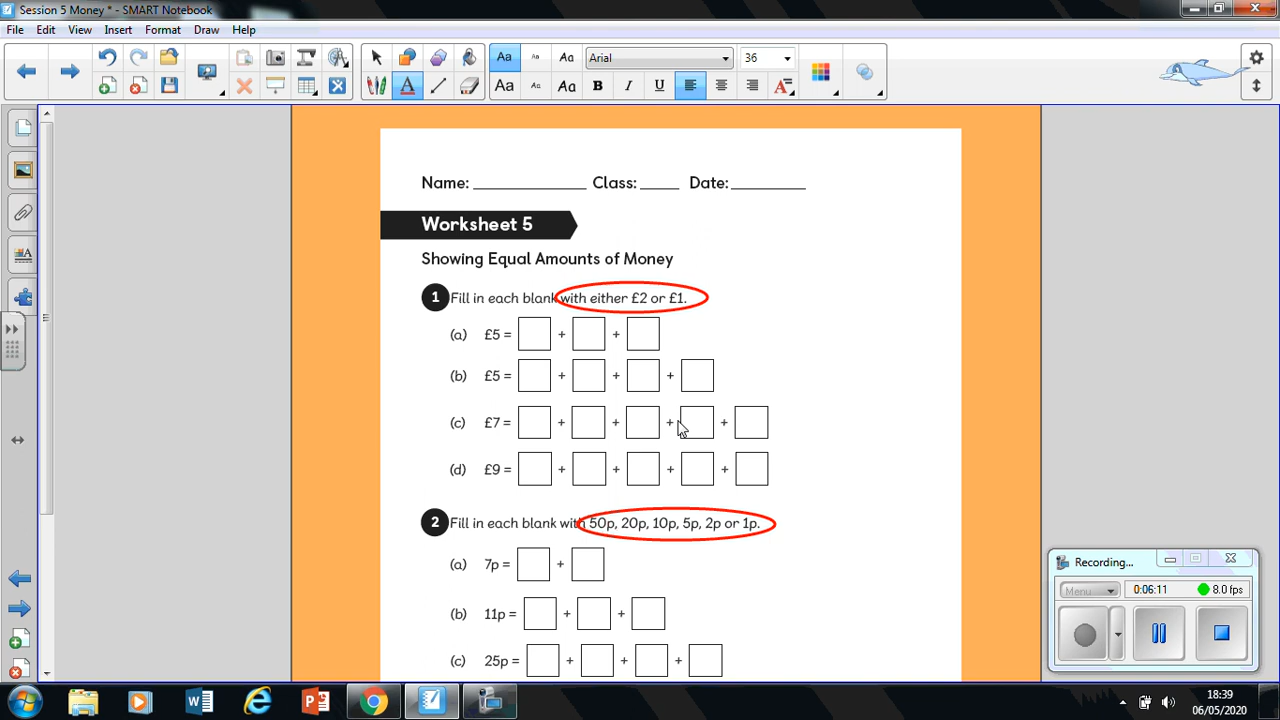 Session 5 Money * - SMART Notebook
File Edit View Insert Format Draw Help
Arial 36
Name: ____________ Class: _____ Date: _________
Worksheet 5
Showing Equal Amounts of Money
1 Fill in each blank with either £2 or £1.
(a) £5 = + +
(b) £5 = + + +
(c) £7 = + + + +
(d) £9 = + + + +
2 Fill in each blank with 50p, 20p, 10p, 5p, 2p or 1p.
(a) 7p = +
(b) 11p = + +
(c) 25p = + + +
Recording...
Menu 0:06:11 8.0 fps
18:39
06/05/2020